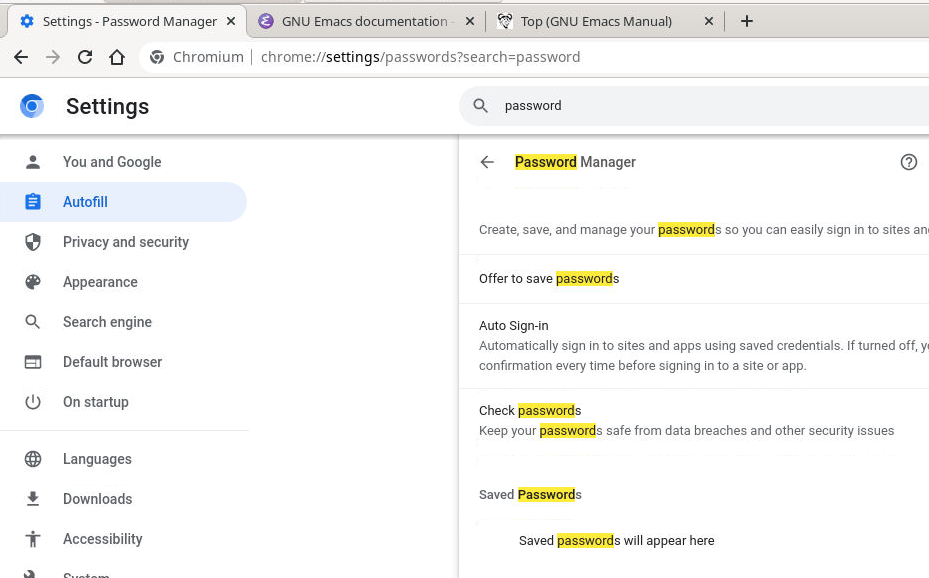 Settings - Password Manager
GNU Emacs documentation -
Top (GNU Emacs Manual)
Chromium
chrome://settings/passwords?search=password
Settings
password
You and Google
Autofill
Privacy and security
Appearance
Search engine
Default browser
On startup
Languages
Downloads
Accessibility
System
Password Manager
Create, save, and manage your passwords so you can easily sign in to sites
Offer to save passwords
Auto Sign-in
Automatically sign in to sites and apps using saved credentials. If turned off,
confirmation every time before signing in to a site or app.
Check passwords
Keep your passwords safe from data breaches and other security issues
Saved Passwords
Saved passwords will appear here